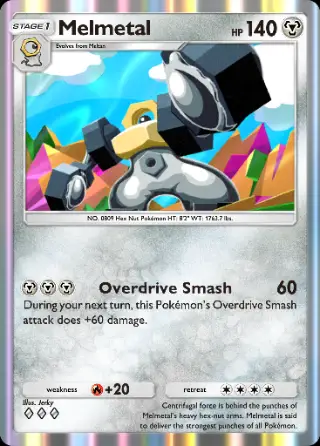 STAGE 1
Melmetal
HP 140
Evolves from Meltan
NO. 0809 Hex Nut Pokémon HT: 8'2" WT: 1763.7 lbs.
Overdrive Smash 60
During your next turn, this Pokémon's Overdrive Smash
attack does +60 damage.
weakness +20 retreat
Illus. Jerky
Centrifugal force is behind the punches of
Melmetal's heavy hex-nut arms. Melmetal is said
to deliver the strongest punches of all Pokémon.